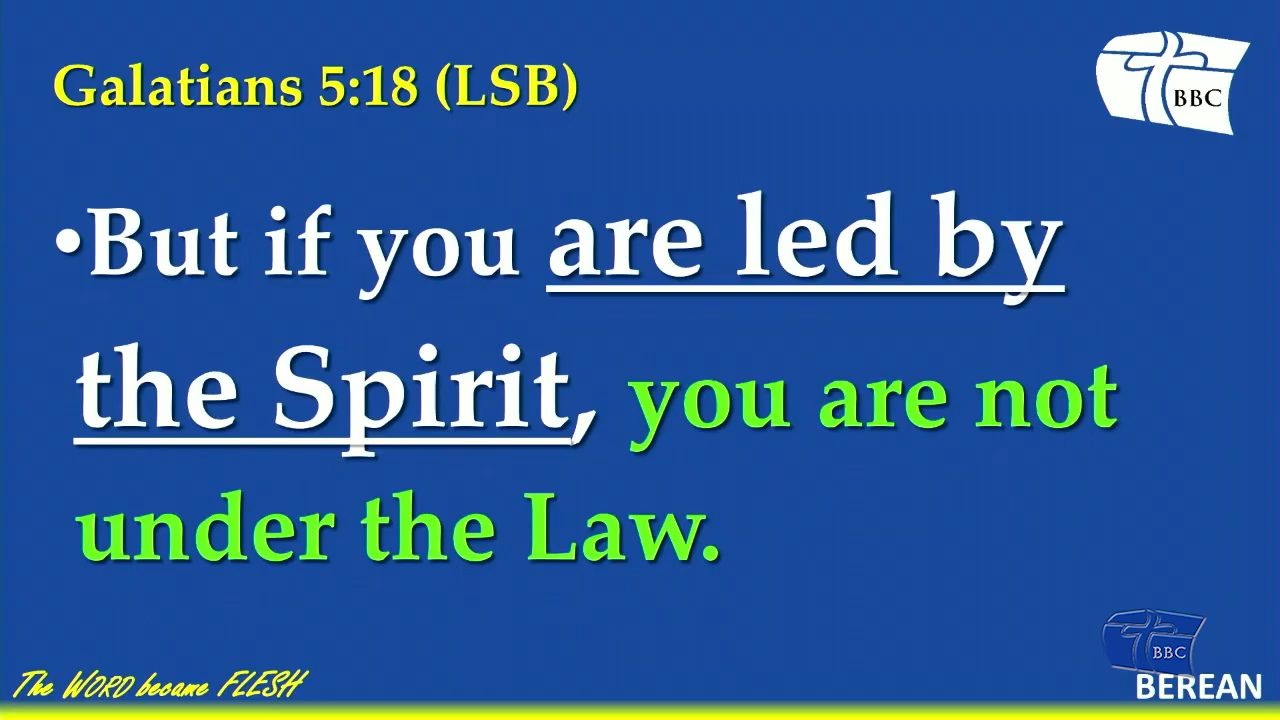 Galatians 5:18 (LSB)
BBC
•But if you are led by
the Spirit, you are not
under the Law.
BBC
The WORD became FLESH
BEREAN